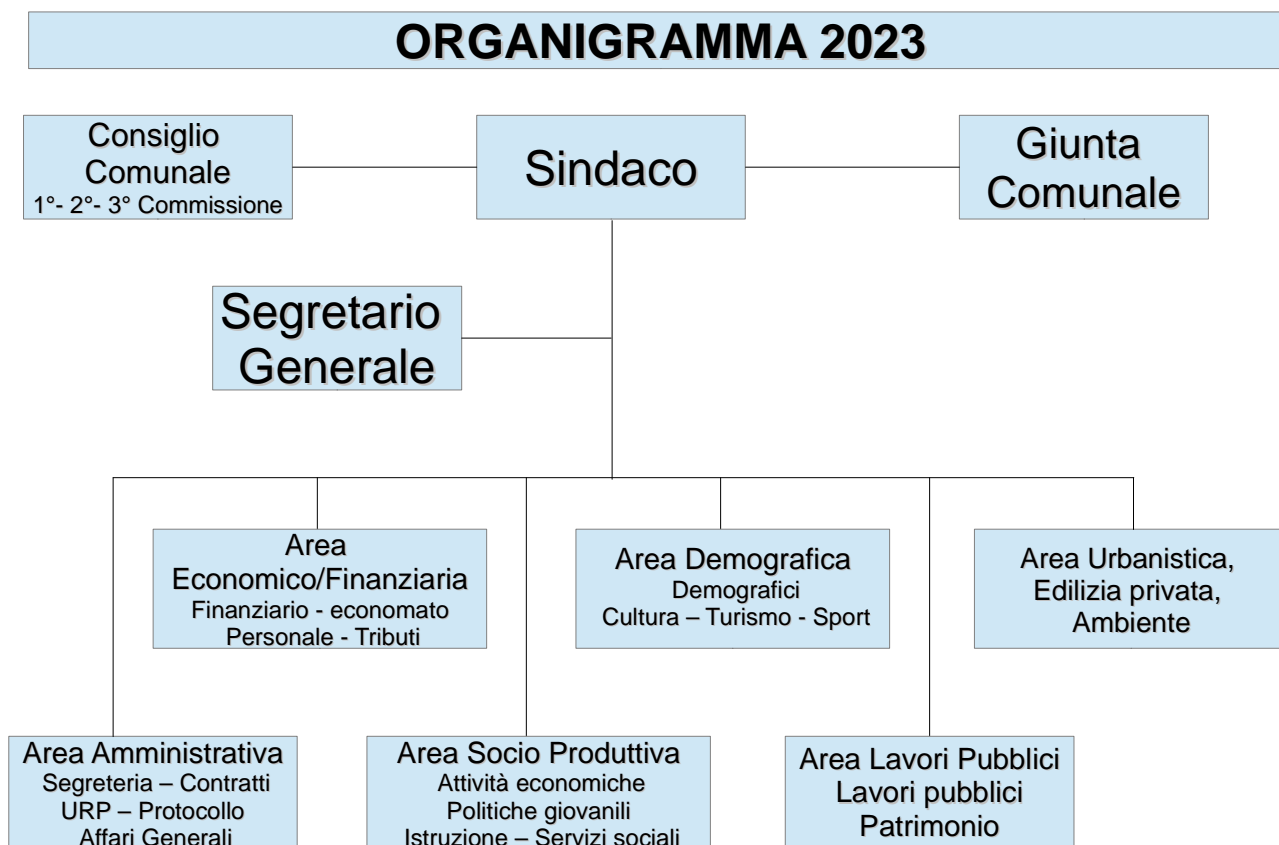 ORGANIGRAMMA 2023
Consiglio
Comunale
1°- 2°- 3° Commissione
Sindaco
Giunta
Comunale
Segretario
Generale
Area
Economico/Finanziaria
Finanziario - economato
Personale - Tributi
Area Demografica
Demografici
Cultura – Turismo - Sport
Area Urbanistica,
Edilizia privata,
Ambiente
Area Amministrativa
Segreteria – Contratti
URP – Protocollo
Affari Generali
Area Socio Produttiva
Attività economiche
Politiche giovanili
Istruzione – Servizi sociali
Area Lavori Pubblici
Lavori pubblici
Patrimonio